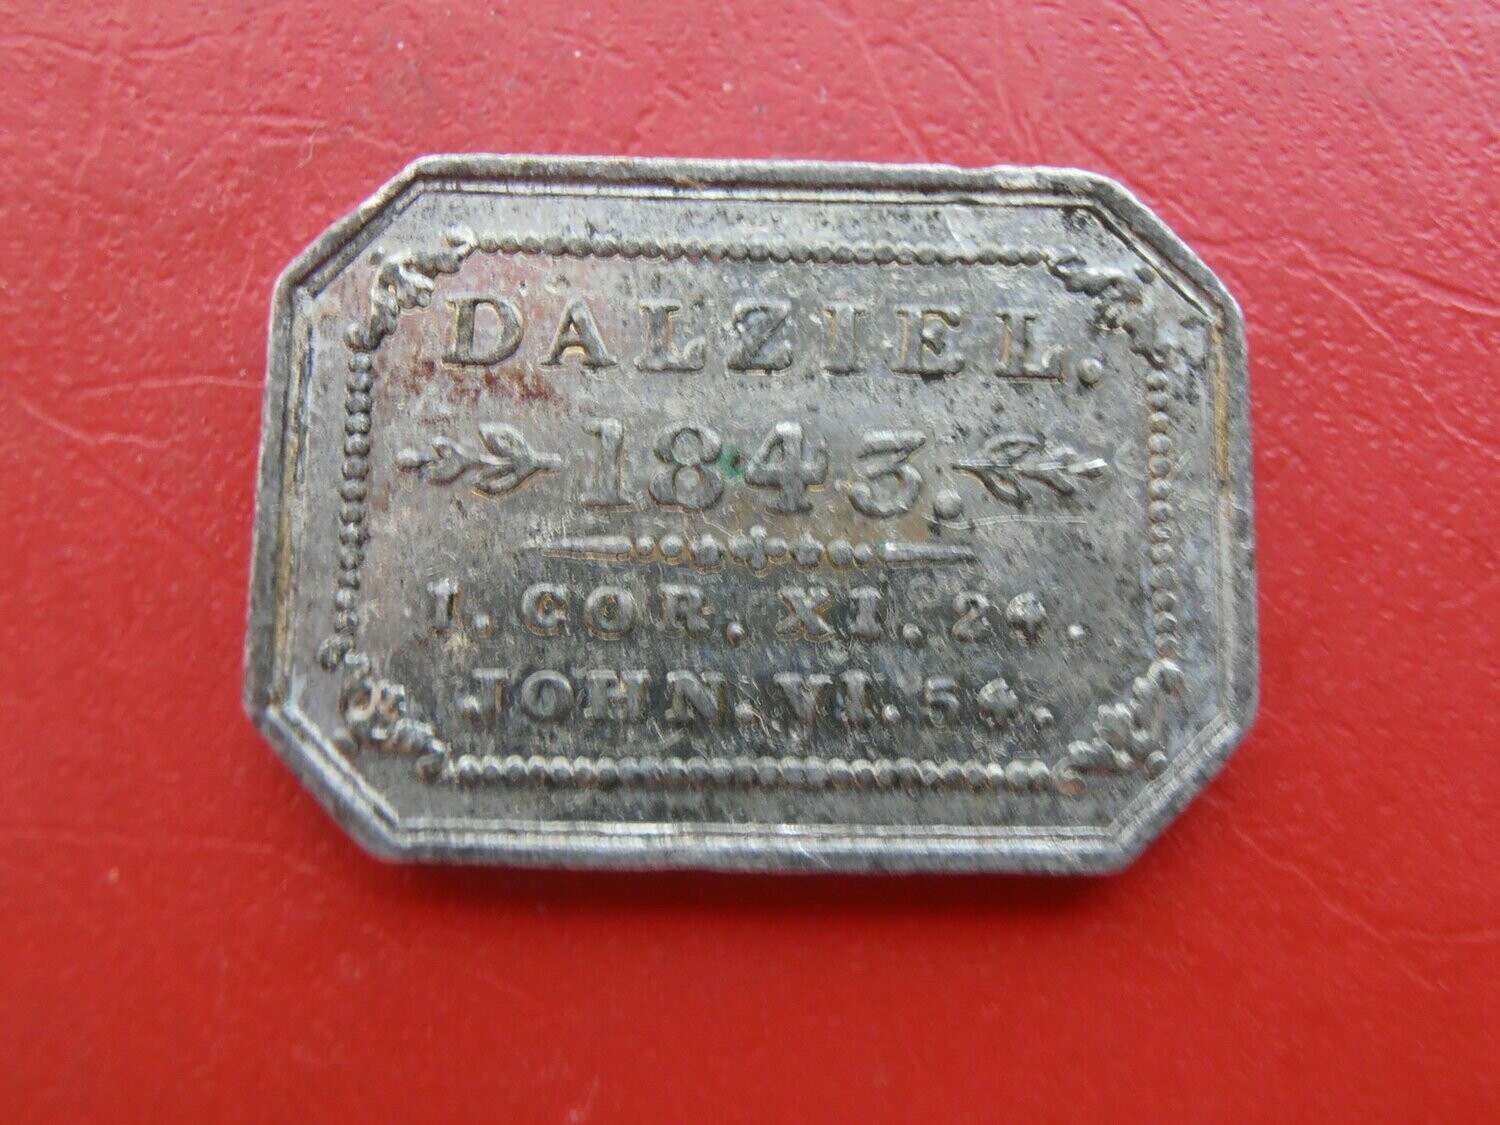 DALZIEL.
1843.
1. COR. XI. 24.
JOHN. VI. 54.